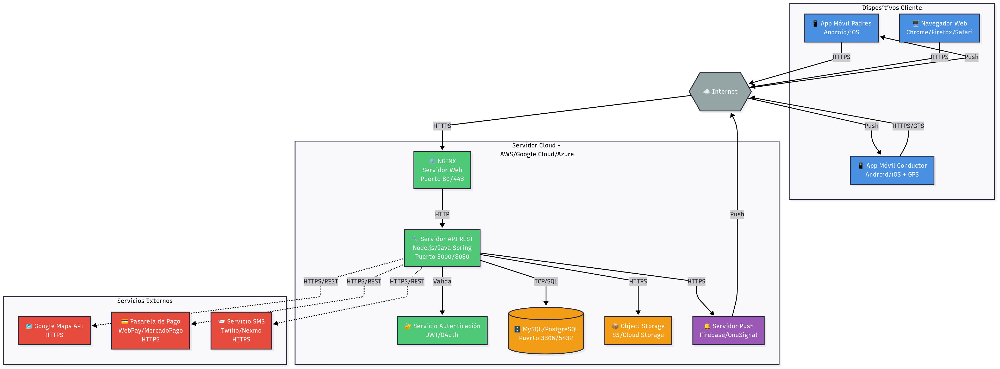 Dispositivos Cliente
📱 App Móvil Padres
Android/iOS
🖥️ Navegador Web
Chrome/Firefox/Safari
HTTPS
HTTPS
Push
☁️ Internet
HTTPS
Push
HTTPS/GPS
📱 App Móvil Conductor
Android/iOS + GPS
Servidor Cloud -
AWS/Google Cloud/Azure
⚙️ NGINX
Servidor Web
Puerto 80/443
HTTP
Push
🔧 Servidor API REST
Node.js/Java Spring
Puerto 3000/8080
HTTPS/REST
HTTPS/REST
HTTPS/REST
Valida
TCP/SQL
HTTPS
HTTPS
Servicios Externos
🗺️ Google Maps API
HTTPS
💳 Pasarela de Pago
WebPay/MercadoPago
HTTPS
📨 Servicio SMS
Twilio/Nexmo
HTTPS
🔐 Servicio Autenticación
JWT/OAuth
🗄️ MySQL/PostgreSQL
Puerto 3306/5432
📦 Object Storage
S3/Cloud Storage
🔔 Servidor Push
Firebase/OneSignal